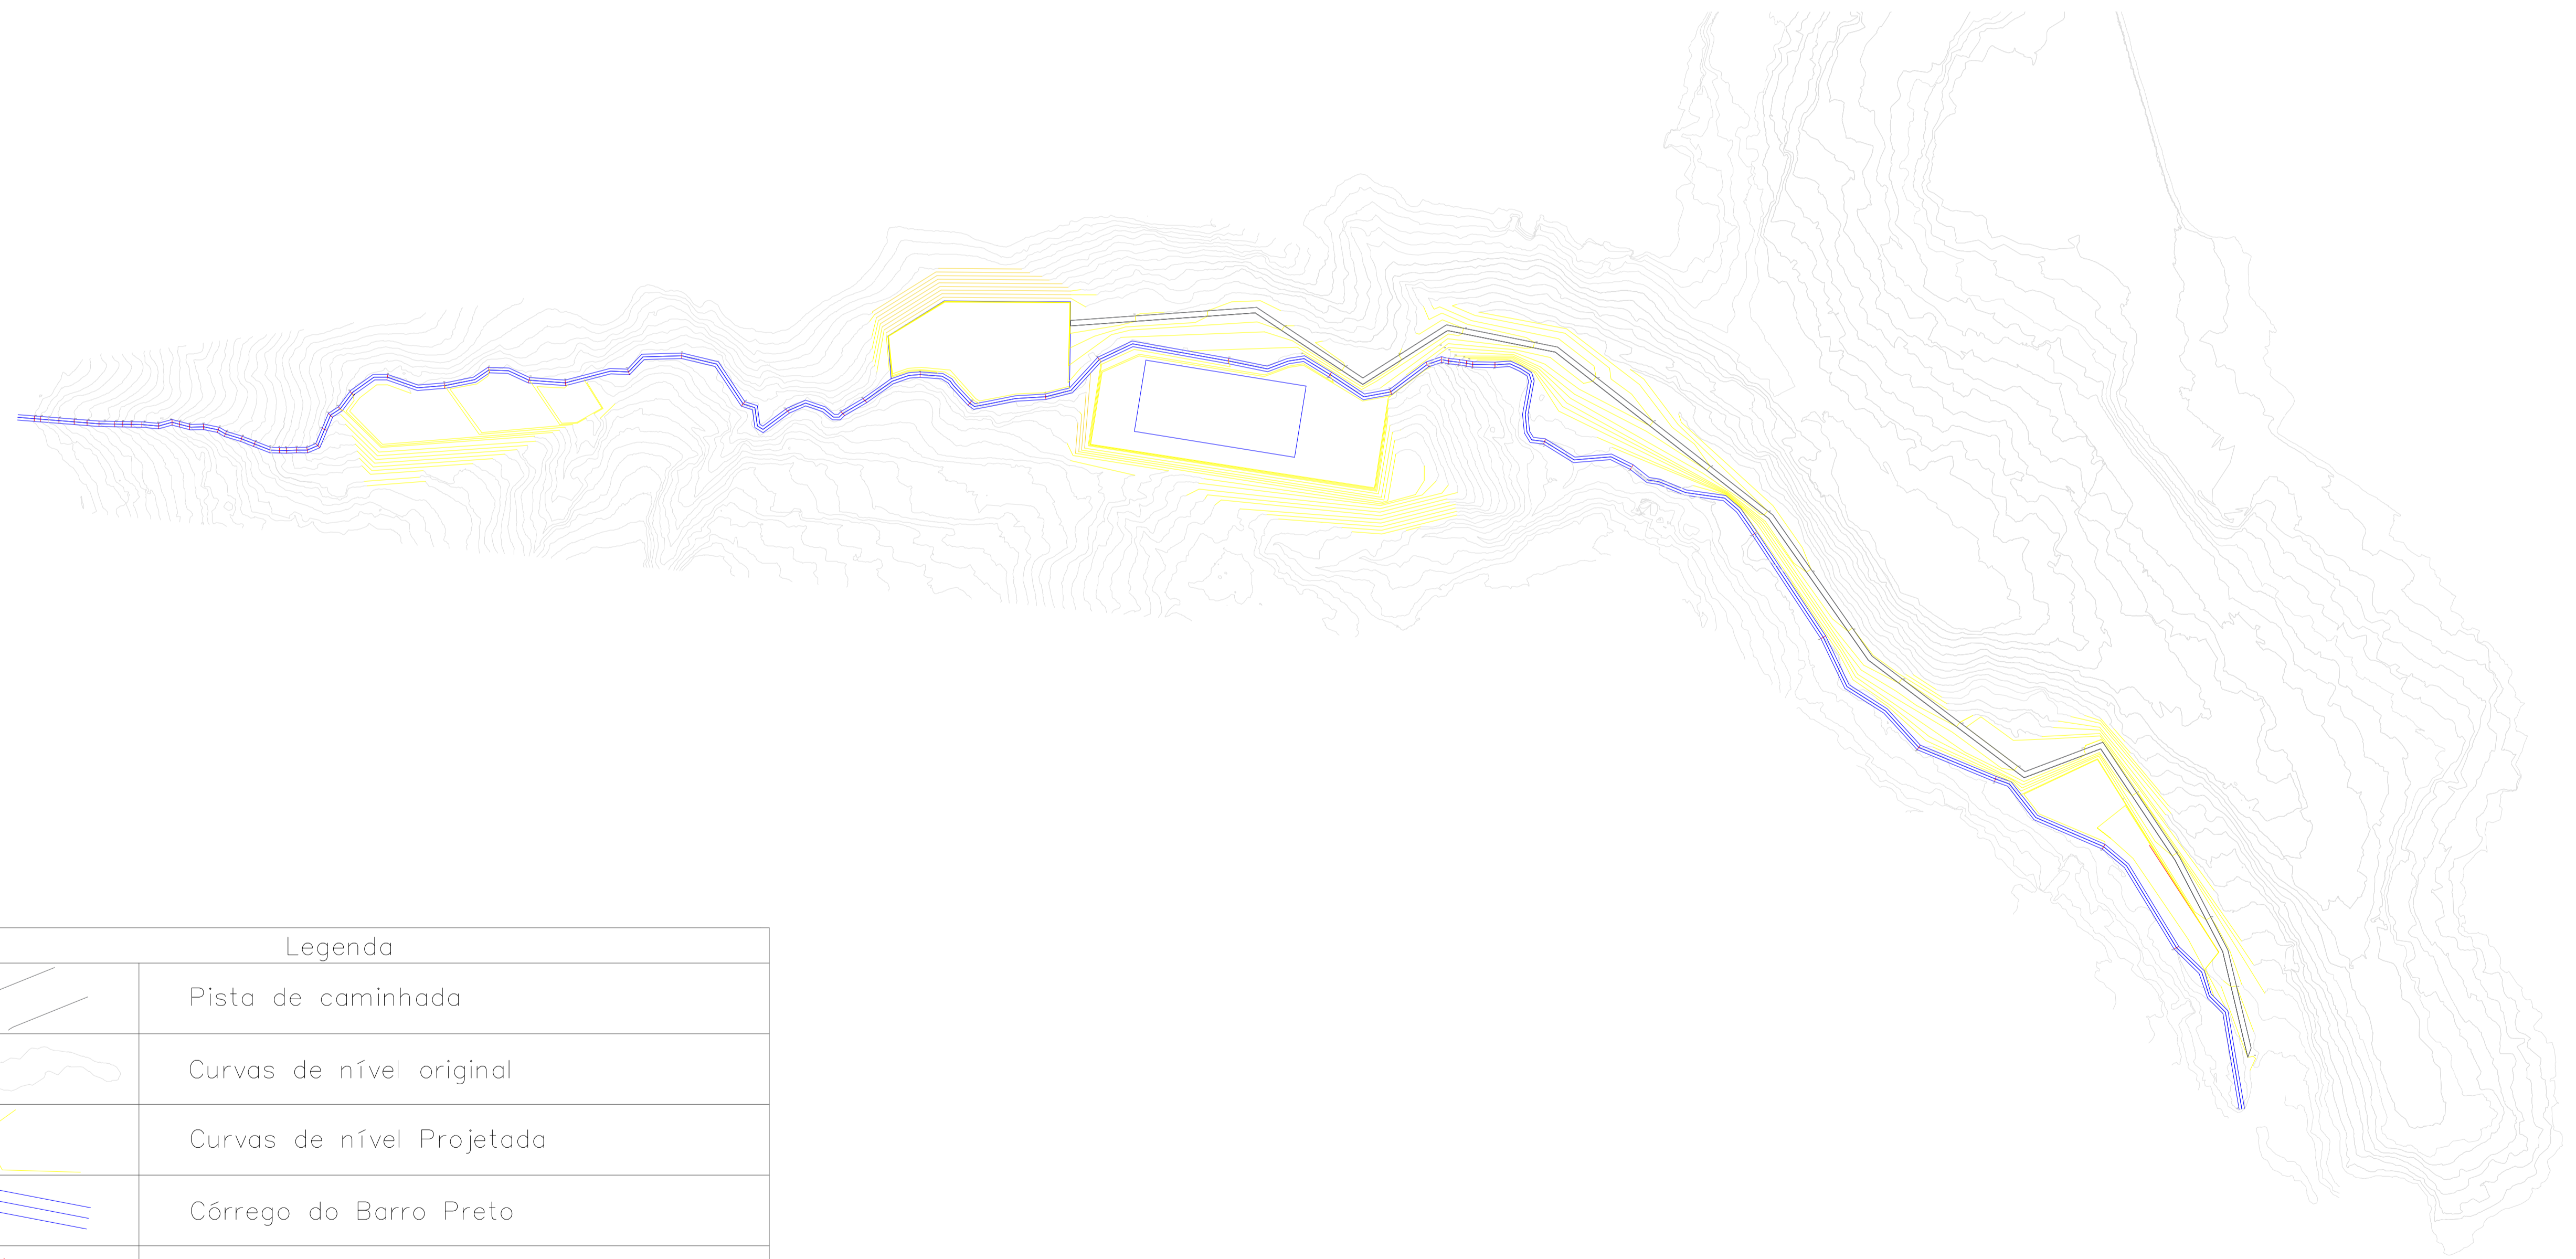 Legenda
Pista de caminhada
Curvas de nível original
Curvas de nível Projetada
Córrego do Barro Preto